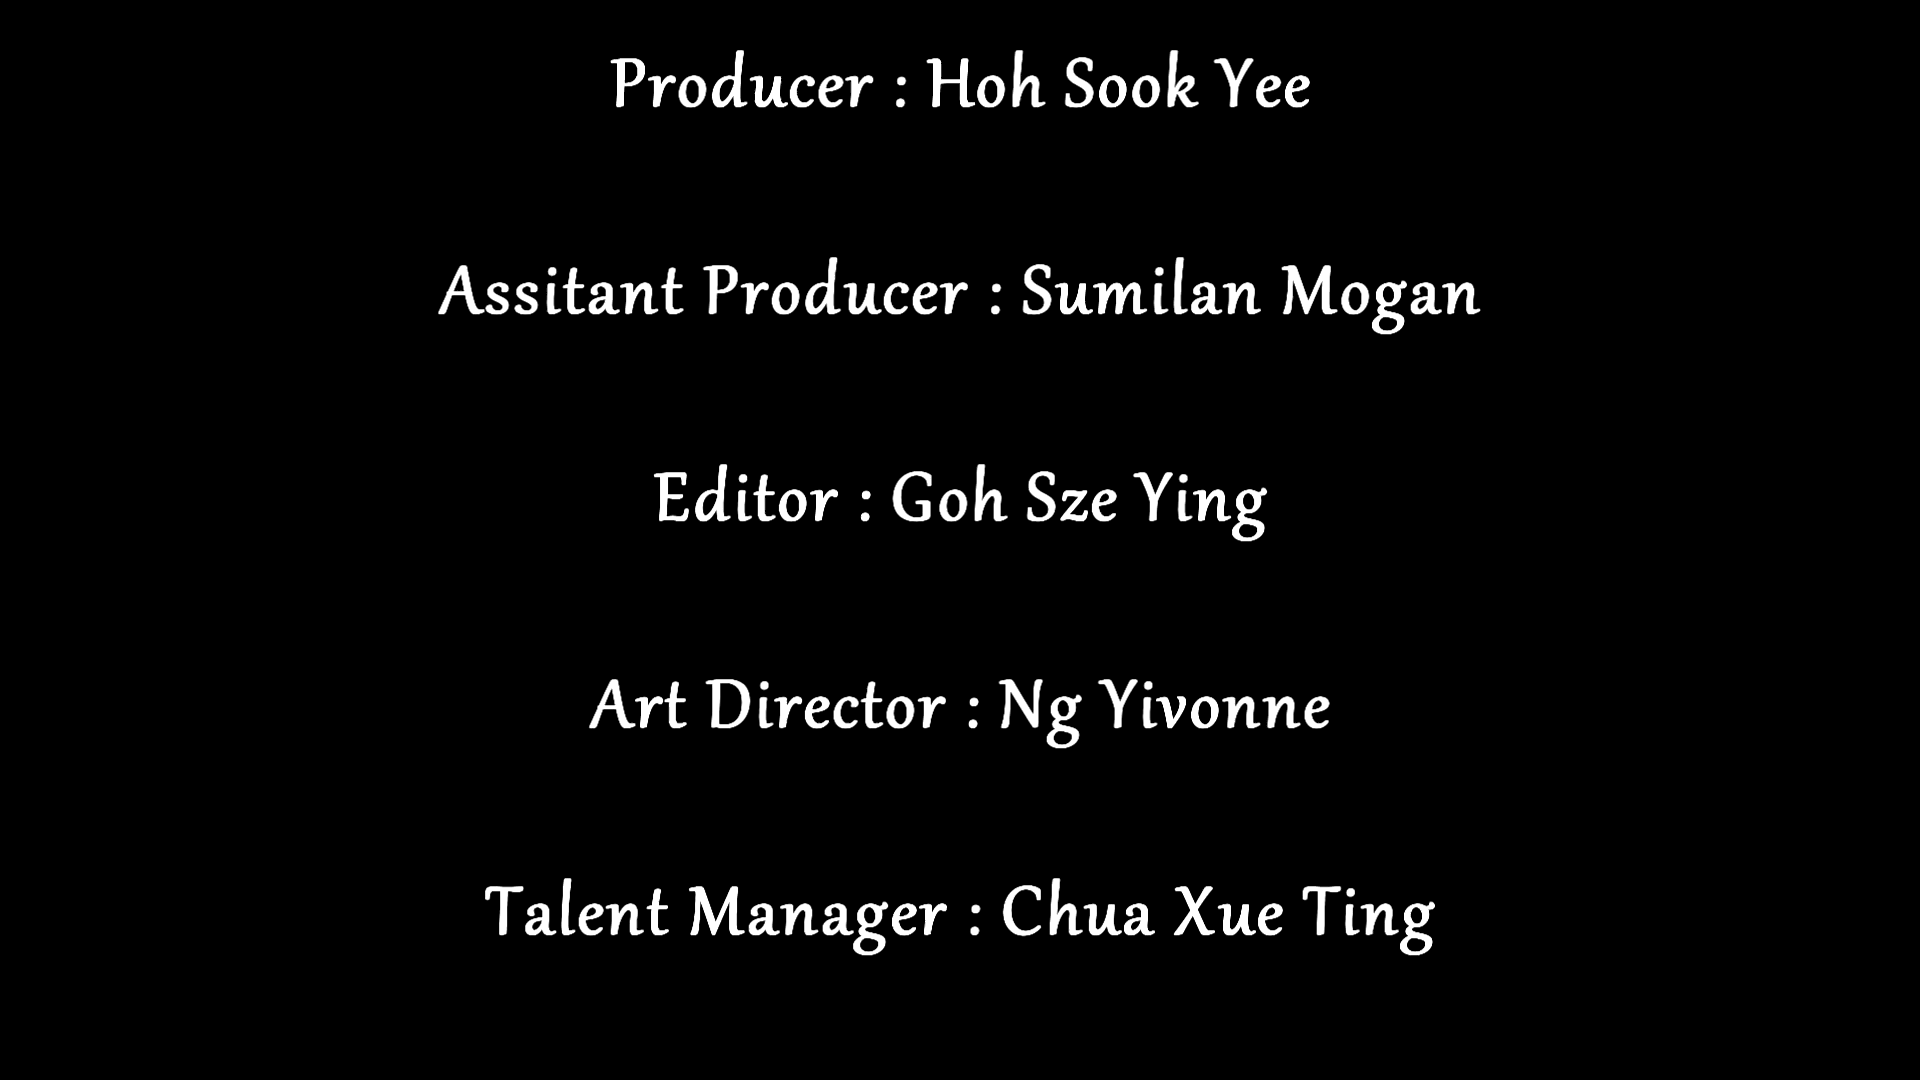 Producer : Hoh Sook Yee
Assitant Producer : Sumilan Mogan
Editor : Goh Sze Ying
Art Director : Ng Yivonne
Talent Manager : Chua Xue Ting